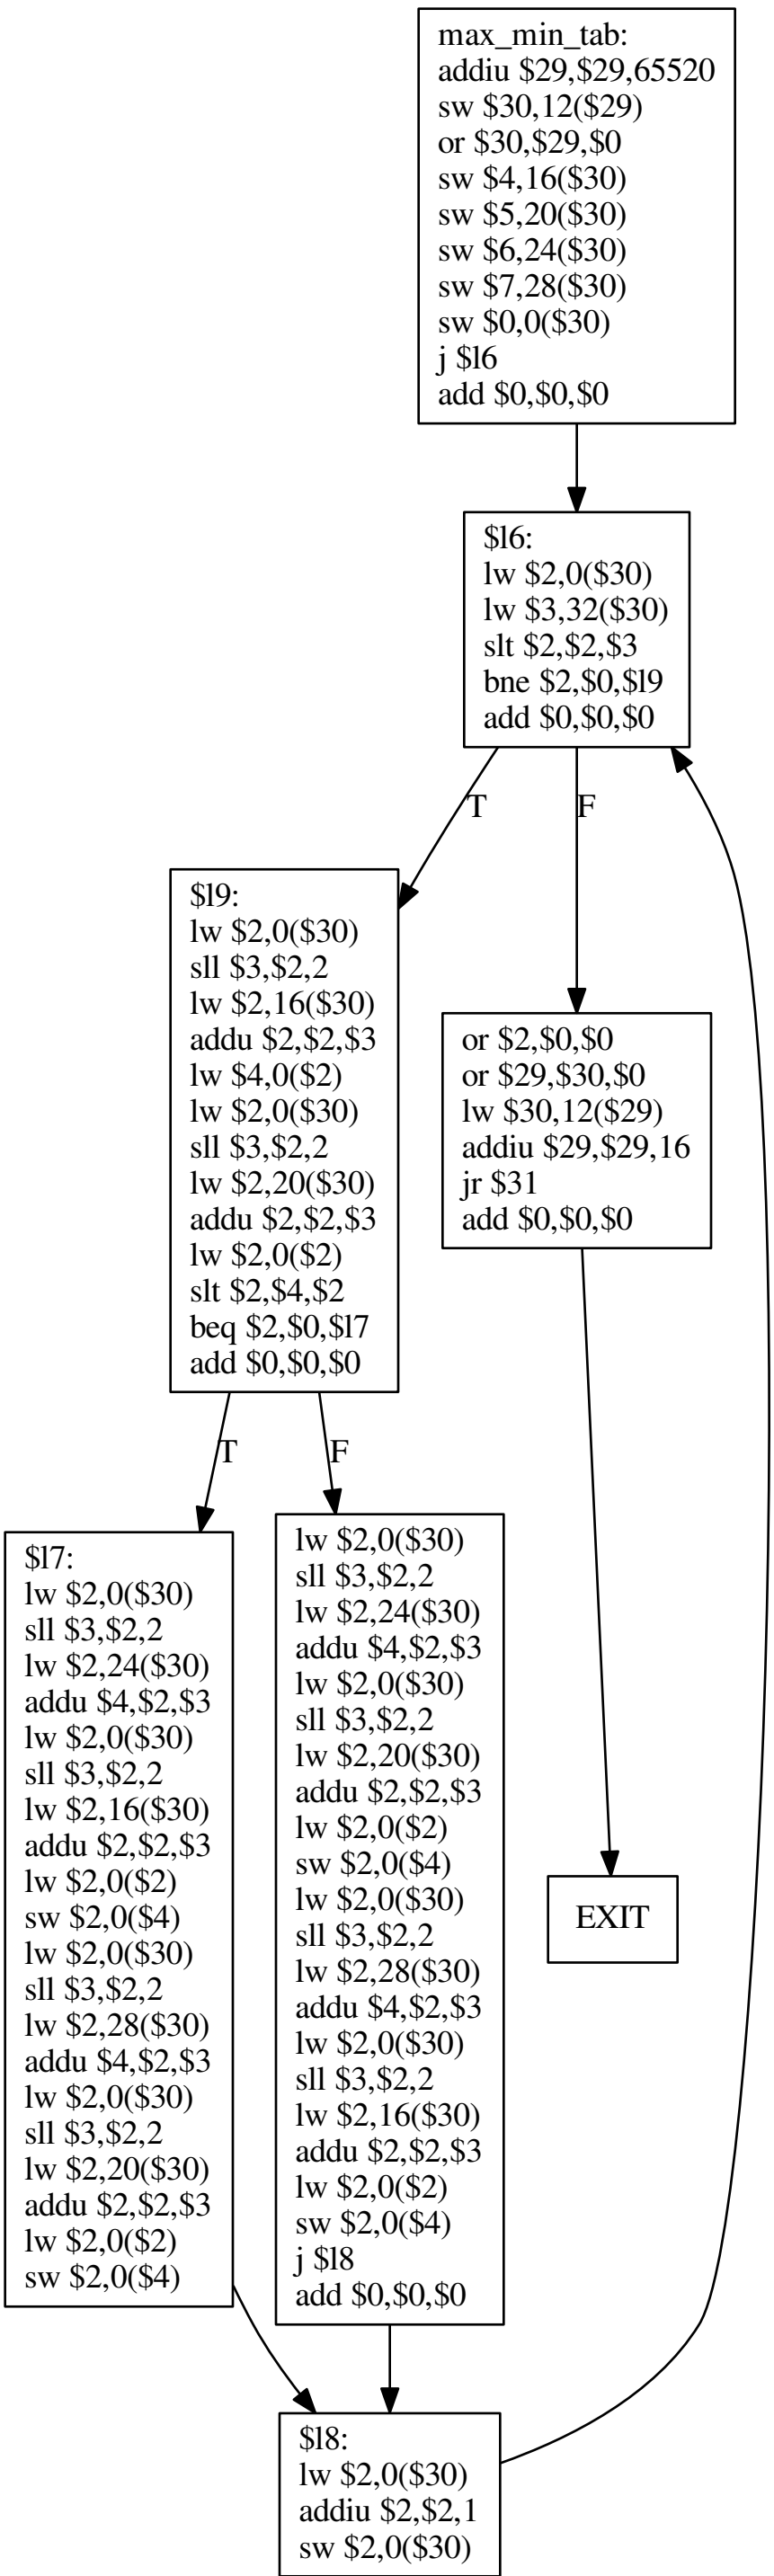 max_min_tab:
addiu $29,$29,65520
sw $30,12($29)
or $30,$29,$0
sw $4,16($30)
sw $5,20($30)
sw $6,24($30)
sw $7,28($30)
sw $0,0($30)
j $l6
add $0,$0,$0
$l6:
lw $2,0($30)
lw $3,32($30)
slt $2,$2,$3
bne $2,$0,$l9
add $0,$0,$0
T
F
$l9:
lw $2,0($30)
sll $3,$2,2
lw $2,16($30)
addu $2,$2,$3
lw $4,0($2)
lw $2,0($30)
sll $3,$2,2
lw $2,20($30)
addu $2,$2,$3
lw $2,0($2)
slt $2,$4,$2
beq $2,$0,$l7
add $0,$0,$0
or $2,$0,$0
or $29,$30,$0
lw $30,12($29)
addiu $29,$29,16
jr $31
add $0,$0,$0
T
F
$l7:
lw $2,0($30)
sll $3,$2,2
lw $2,24($30)
addu $4,$2,$3
lw $2,0($30)
sll $3,$2,2
lw $2,16($30)
addu $2,$2,$3
lw $2,0($2)
sw $2,0($4)
lw $2,0($30)
sll $3,$2,2
lw $2,28($30)
addu $4,$2,$3
lw $2,0($30)
sll $3,$2,2
lw $2,20($30)
addu $2,$2,$3
lw $2,0($2)
sw $2,0($4)
lw $2,0($30)
sll $3,$2,2
lw $2,24($30)
addu $4,$2,$3
lw $2,0($30)
sll $3,$2,2
lw $2,20($30)
addu $2,$2,$3
lw $2,0($2)
sw $2,0($4)
lw $2,0($30)
sll $3,$2,2
lw $2,28($30)
addu $4,$2,$3
lw $2,0($30)
sll $3,$2,2
lw $2,16($30)
addu $2,$2,$3
lw $2,0($2)
sw $2,0($4)
j $l8
add $0,$0,$0
EXIT
$l8:
lw $2,0($30)
addiu $2,$2,1
sw $2,0($30)